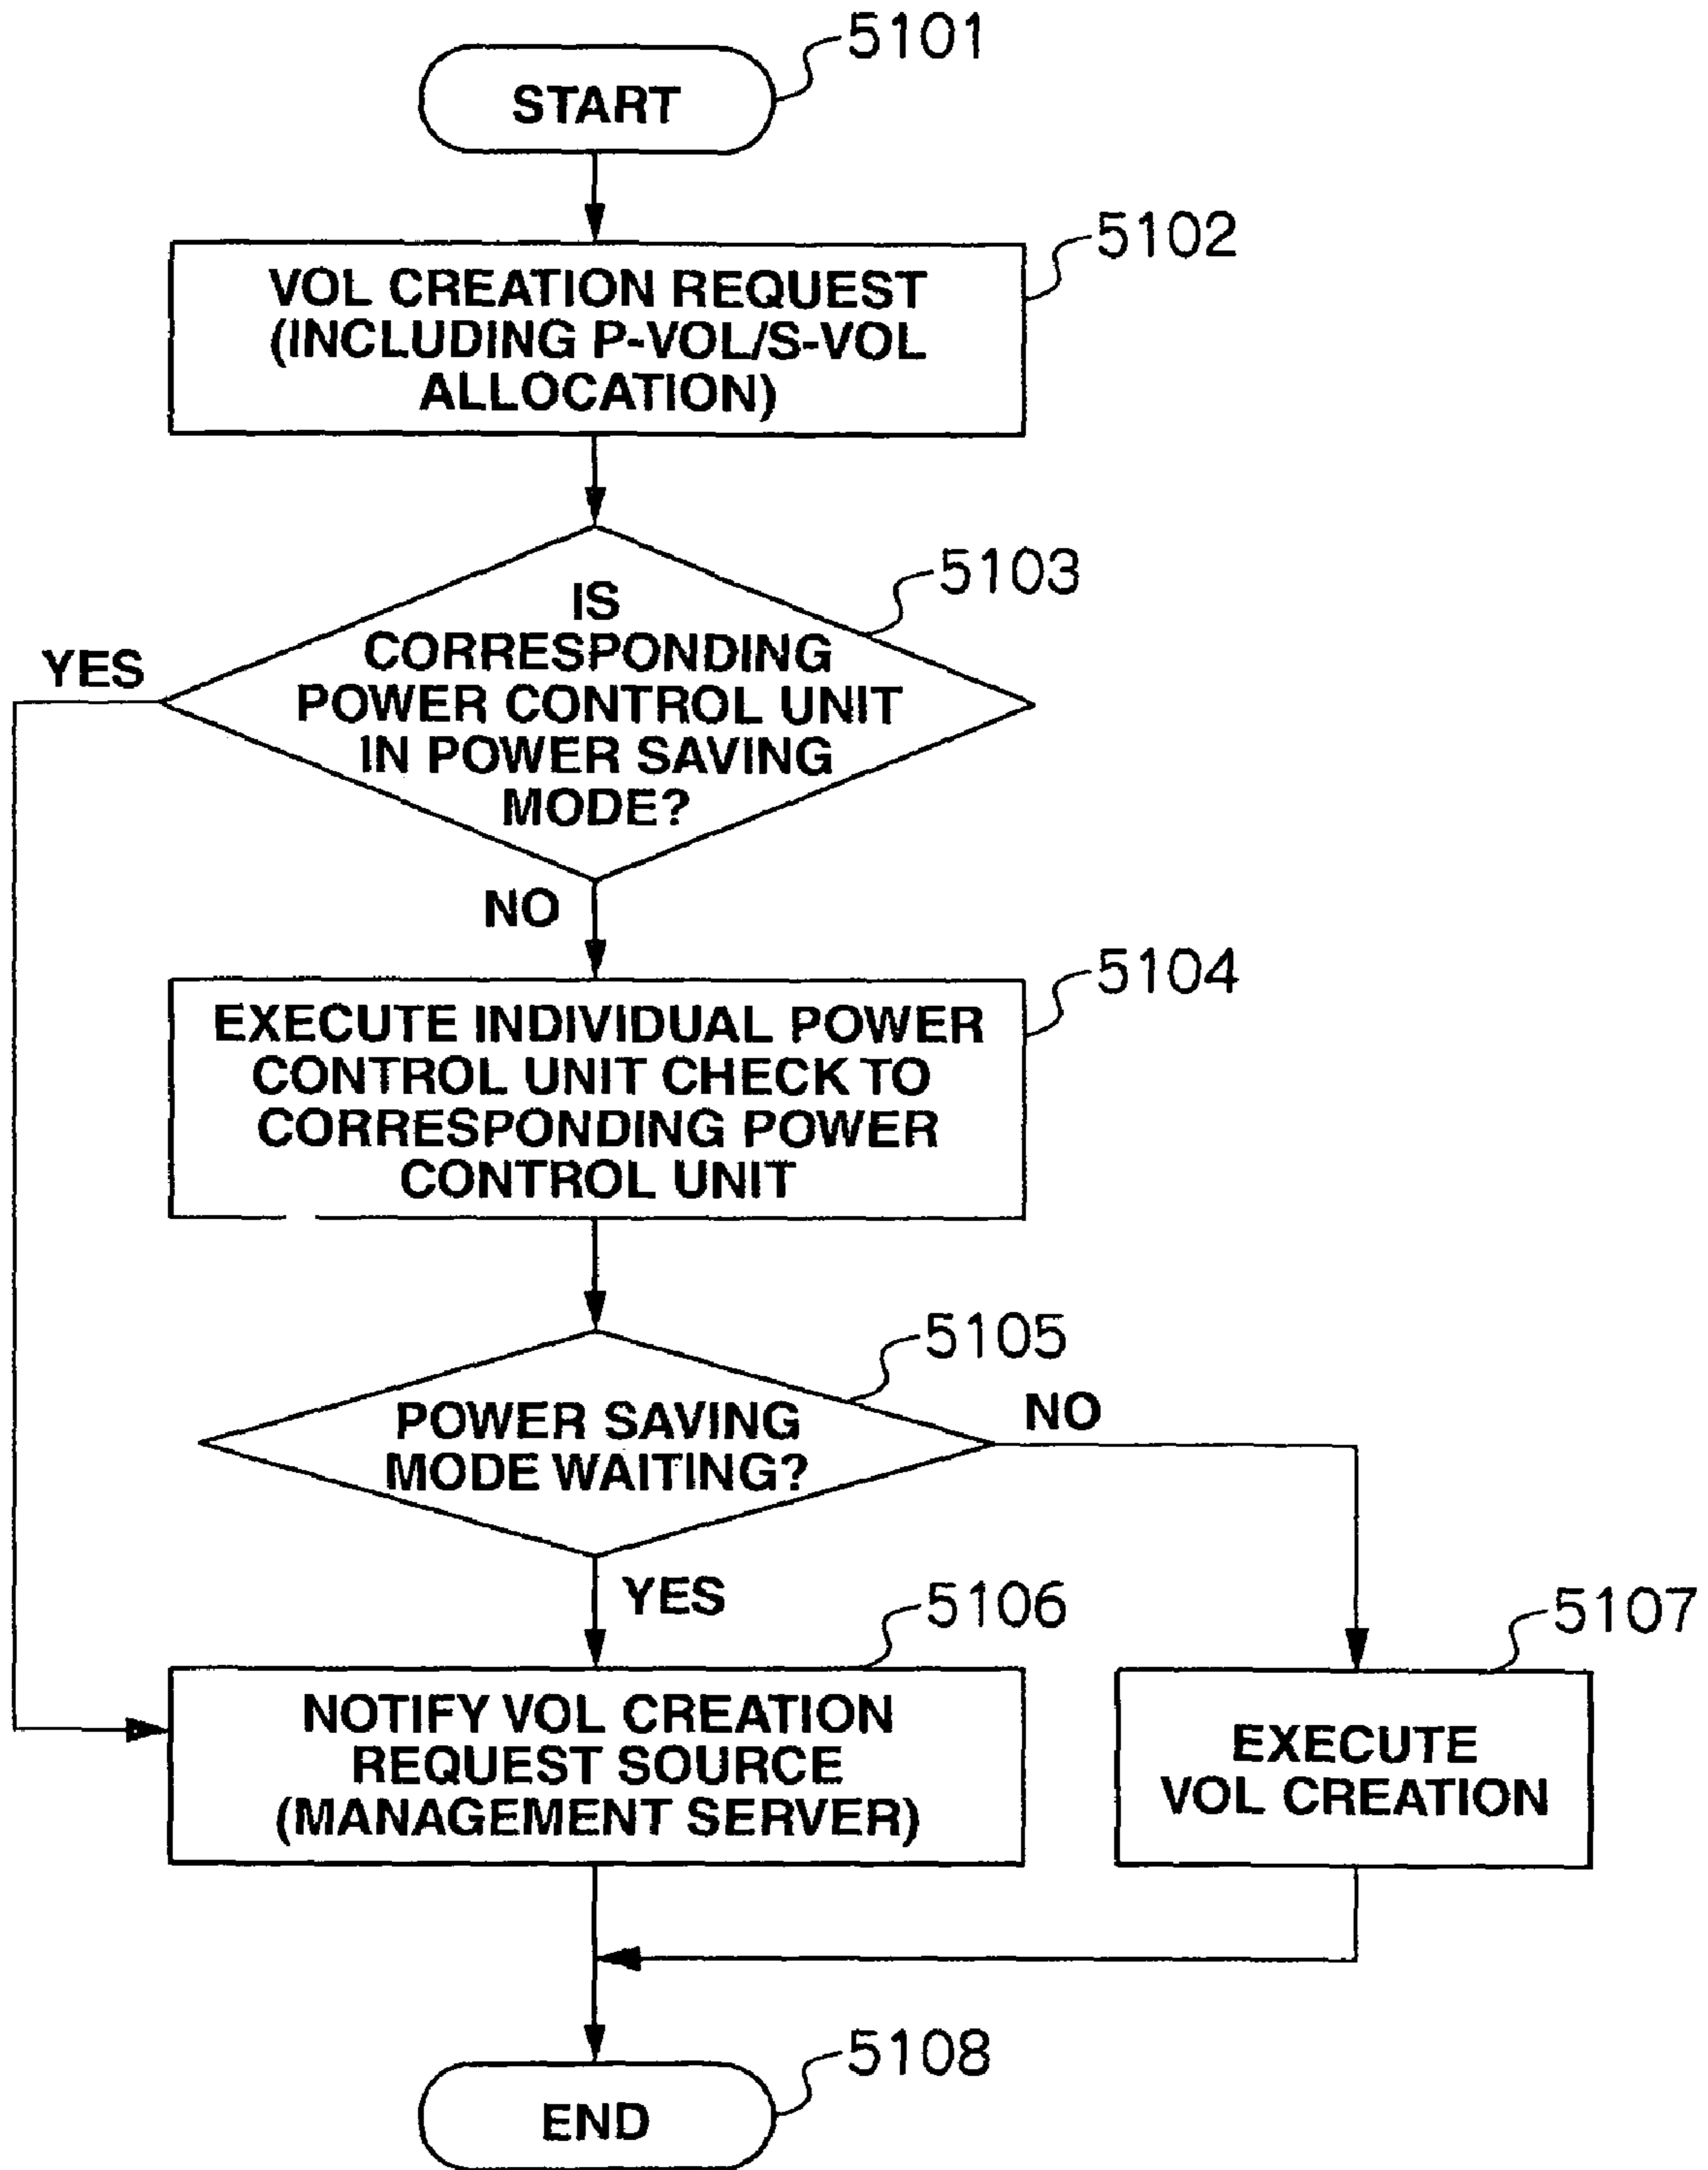 5101
START
5102
VOL CREATION REQUEST
(INCLUDING P-VOL/S-VOL
ALLOCATION)
5103
IS
CORRESPONDING
POWER CONTROL UNIT
IN POWER SAVING
MODE?
YES
NO
5104
EXECUTE INDIVIDUAL POWER
CONTROL UNIT CHECK TO
CORRESPONDING POWER
CONTROL UNIT
5105
POWER SAVING
MODE WAITING?
NO
YES
5106
NOTIFY VOL CREATION
REQUEST SOURCE
(MANAGEMENT SERVER)
5107
EXECUTE
VOL CREATION
5108
END